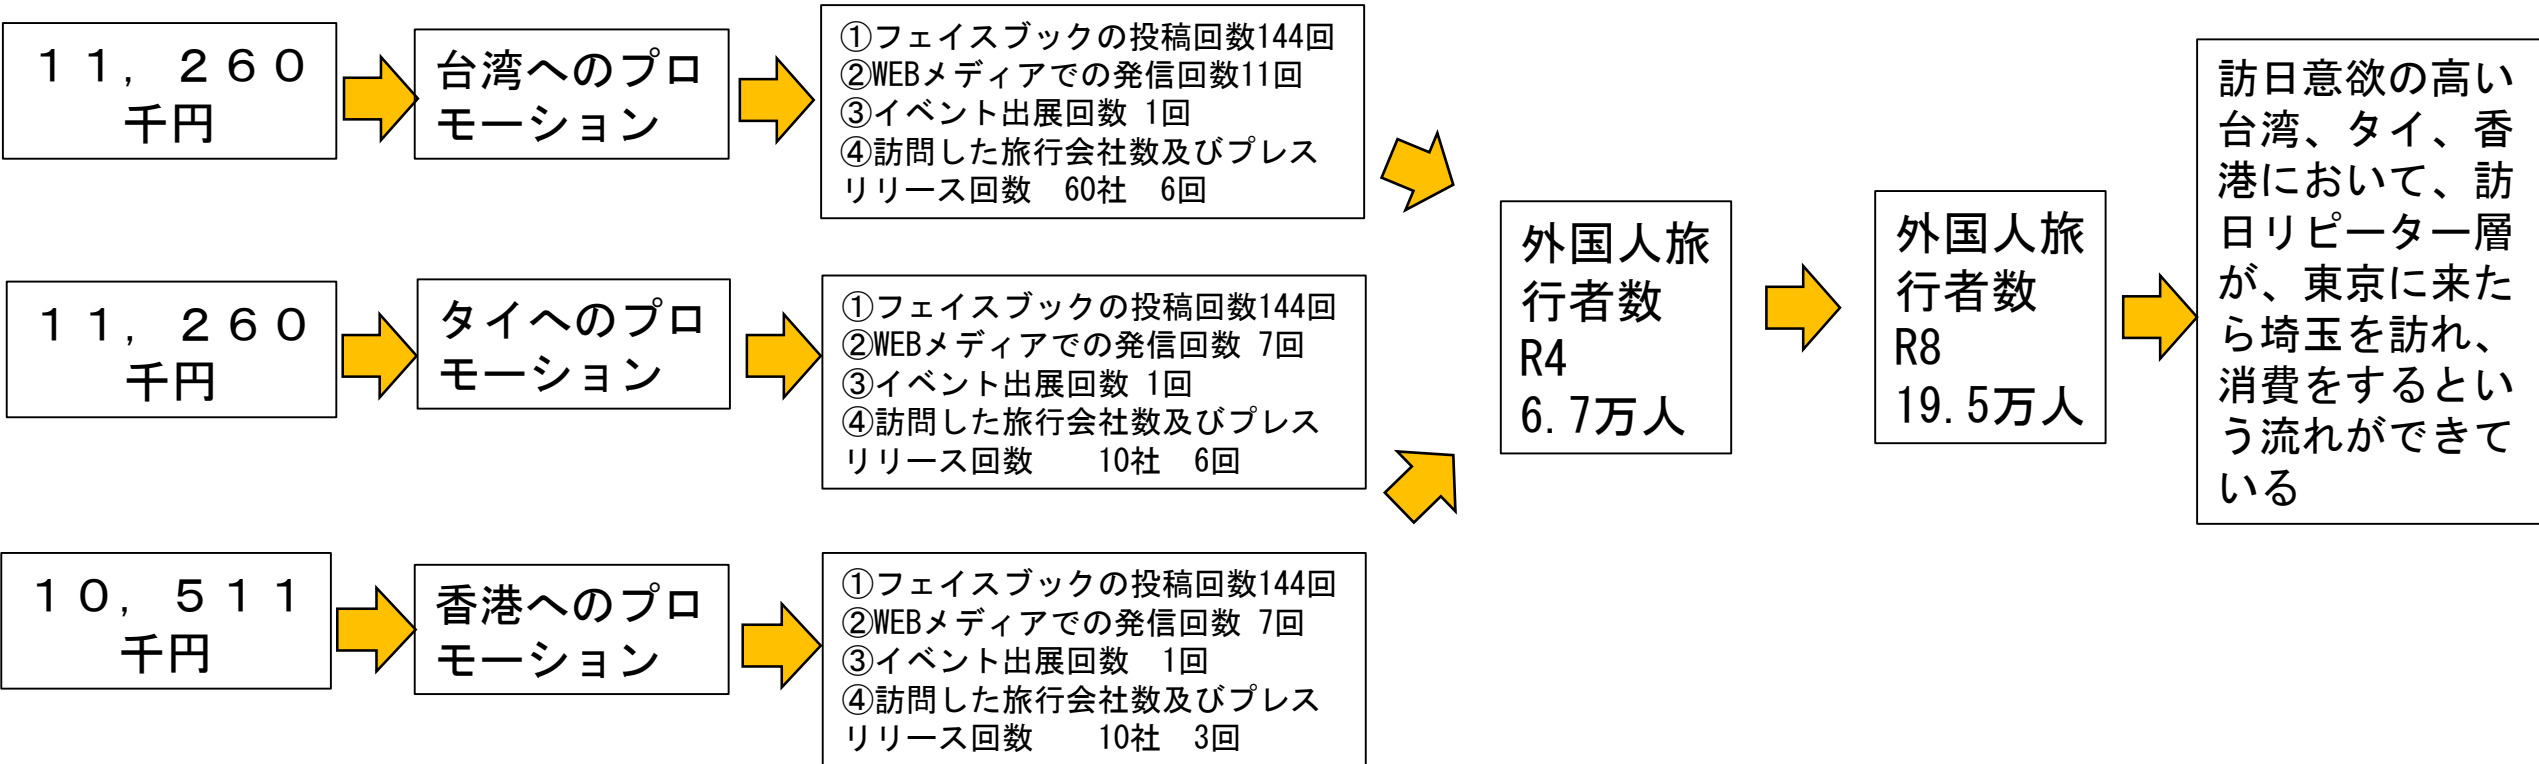 １１，２６０
千円
台湾へのプロ
モーション
①フェイスブックの投稿回数144回
②WEBメディアでの発信回数11回
③イベント出展回数 1回
④訪問した旅行会社数及びプレス
リリース回数　60社　6回
１１，２６０
千円
タイへのプロ
モーション
①フェイスブックの投稿回数144回
②WEBメディアでの発信回数 7回
③イベント出展回数 1回
④訪問した旅行会社数及びプレス
リリース回数　　10社　6回
１０，５１１
千円
香港へのプロ
モーション
①フェイスブックの投稿回数144回
②WEBメディアでの発信回数 7回
③イベント出展回数　1回
④訪問した旅行会社数及びプレス
リリース回数　　10社　3回
外国人旅
行者数
R4
6.7万人
外国人旅
行者数
R8
19.5万人
訪日意欲の高い
台湾、タイ、香
港において、訪
日リピーター層
が、東京に来た
ら埼玉を訪れ、
消費をするとい
う流れができて
いる